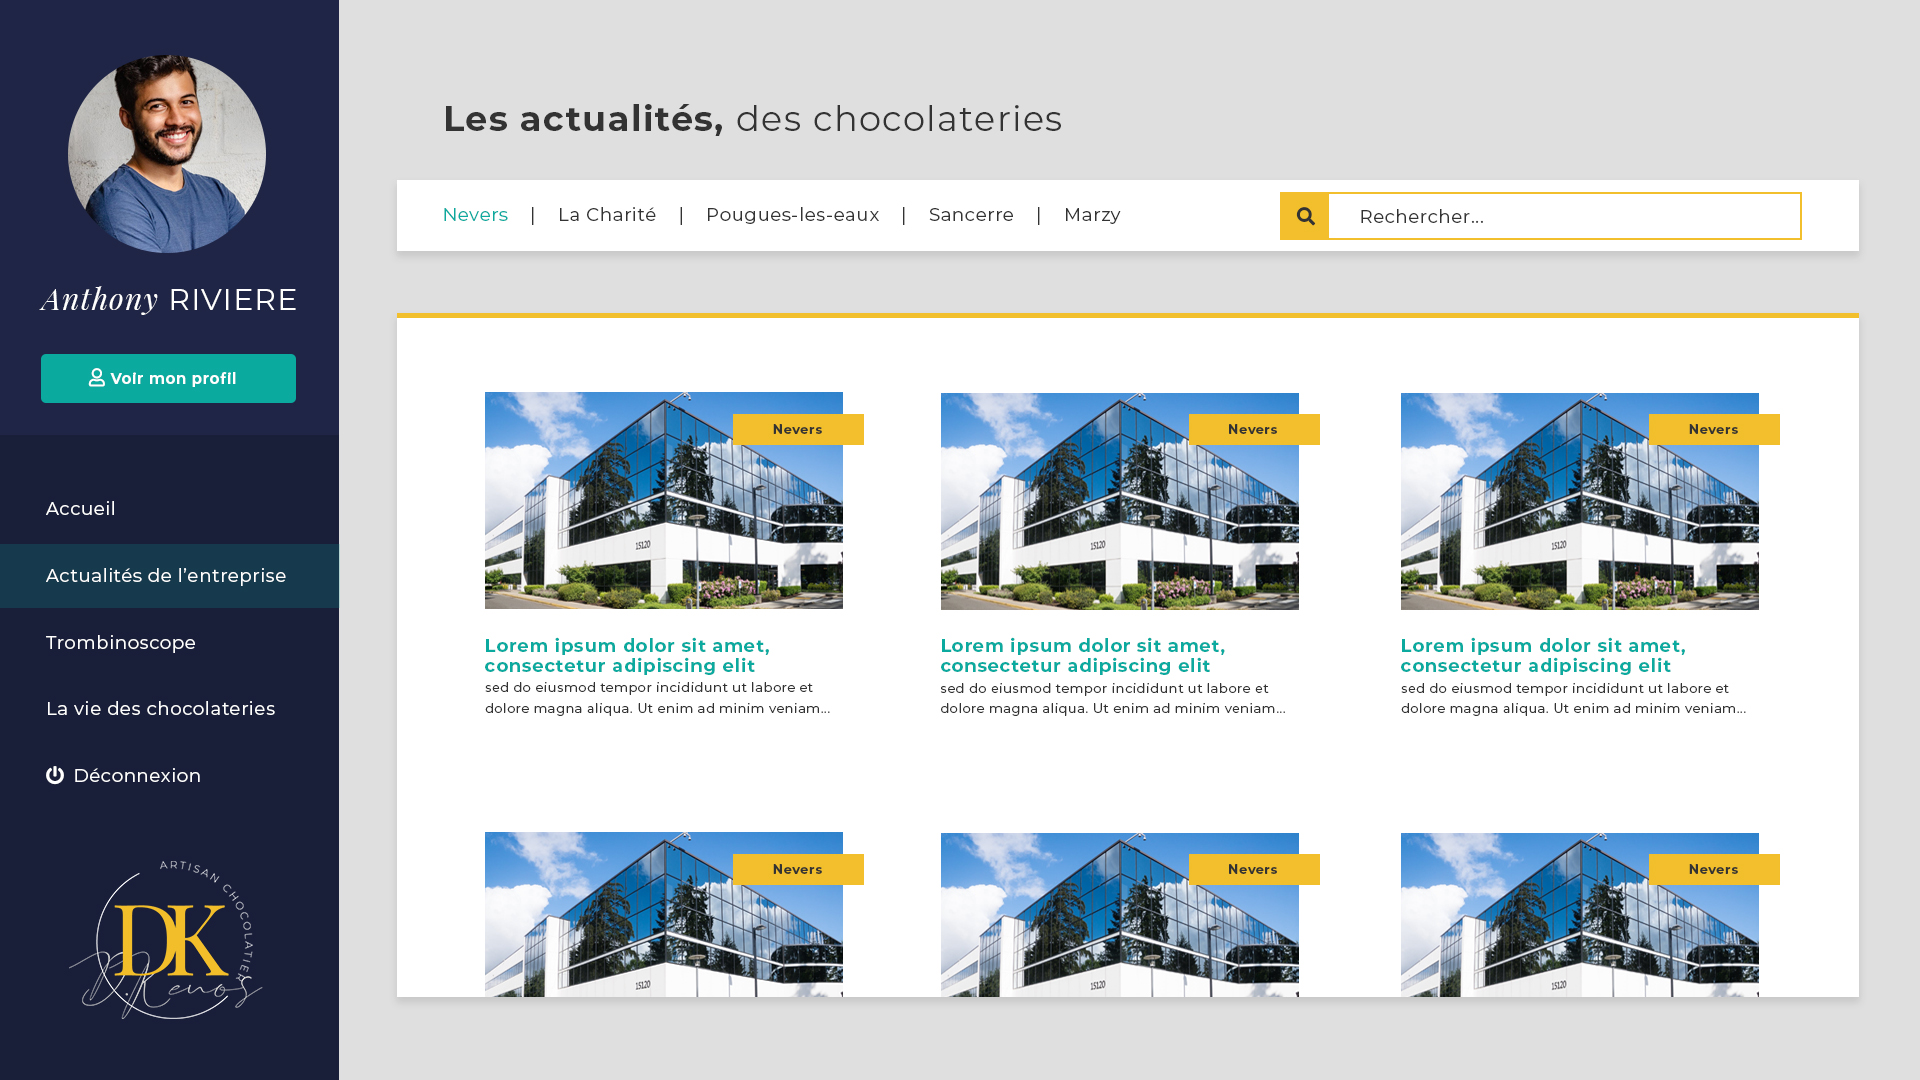 Anthony RIVIERE
Voir mon profil
Accueil
Actualités de l'entreprise
Trombinoscope
La vie des chocolateries
Déconnexion
ARTISAN CHOCOLATIER
DK
D.Kenos
Les actualités, des chocolateries
Nevers | La Charité | Pougues-les-eaux | Sancerre | Marzy
Rechercher...
Nevers
15120
Lorem ipsum dolor sit amet,
consectetur adipiscing elit
sed do eiusmod tempor incididunt ut labore et
dolore magna aliqua. Ut enim ad minim veniam...
Nevers
15120
Lorem ipsum dolor sit amet,
consectetur adipiscing elit
sed do eiusmod tempor incididunt ut labore et
dolore magna aliqua. Ut enim ad minim veniam...
Nevers
15120
Lorem ipsum dolor sit amet,
consectetur adipiscing elit
sed do eiusmod tempor incididunt ut labore et
dolore magna aliqua. Ut enim ad minim veniam...
Nevers
15120
Nevers
15120
Nevers
15120